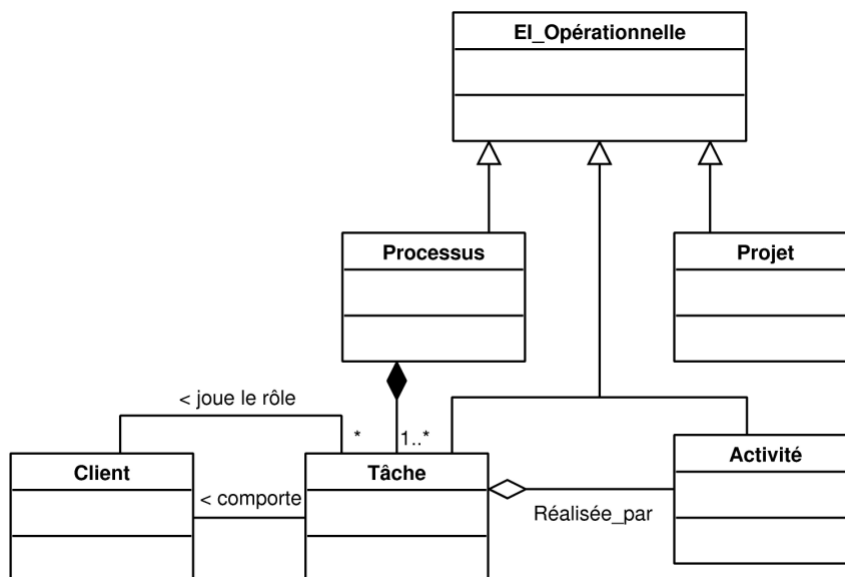 EI_Opérationnelle
Processus
Projet
< joue le rôle
*
1..*
Client
Tâche
Activité
< comporte
Réalisée_par